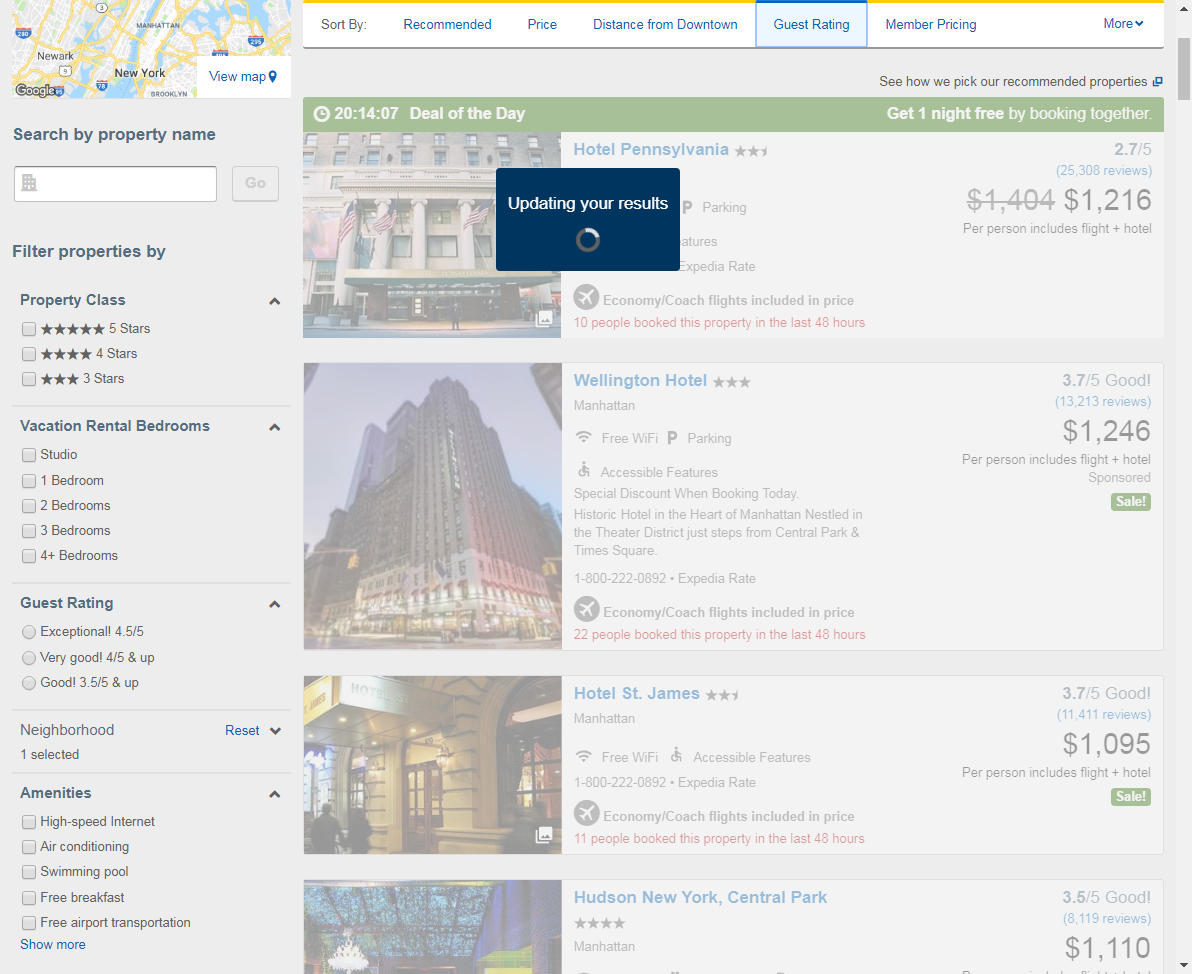 3
MANHATTAN
280
295
Newark
9
New York
View map
Google
95
78
BROOKLYN
Search by property name
Go
Filter properties by
Property Class
5 Stars
4 Stars
3 Stars
Vacation Rental Bedrooms
Studio
1 Bedroom
2 Bedrooms
3 Bedrooms
4+ Bedrooms
Guest Rating
Exceptional! 4.5/5
Very good! 4/5 & up
Good! 3.5/5 & up
Neighborhood Reset
1 selected
Amenities
High-speed Internet
Air conditioning
Swimming pool
Free breakfast
Free airport transportation
Show more
Sort By: Recommended Price Distance from Downtown Guest Rating Member Pricing More
See how we pick our recommended properties
20:14:07 Deal of the Day Get 1 night free by booking together.
Hotel Pennsylvania 2.7/5
(25,308 reviews)
Updating your results
P Parking
$1,404 $1,216
Per person includes flight + hotel
eatures
Expedia Rate
Economy/Coach flights included in price
10 people booked this property in the last 48 hours
Wellington Hotel 3.7/5 Good!
Manhattan (13,213 reviews)
Free WiFi P Parking $1,246
Per person includes flight + hotel
Accessible Features Sponsored
Special Discount When Booking Today. Sale!
Historic Hotel in the Heart of Manhattan Nestled in
the Theater District just steps from Central Park &
Times Square.
1-800-222-0892 • Expedia Rate
Economy/Coach flights included in price
22 people booked this property in the last 48 hours
HOTEL ST.
JAMES
Hotel St. James 3.7/5 Good!
Manhattan (11,411 reviews)
$1,095
Free WiFi Accessible Features
Per person includes flight + hotel
1-800-222-0892 • Expedia Rate
Sale!
Economy/Coach flights included in price
11 people booked this property in the last 48 hours
Hudson New York, Central Park 3.5/5 Good!
(8,119 reviews)
Manhattan $1,110